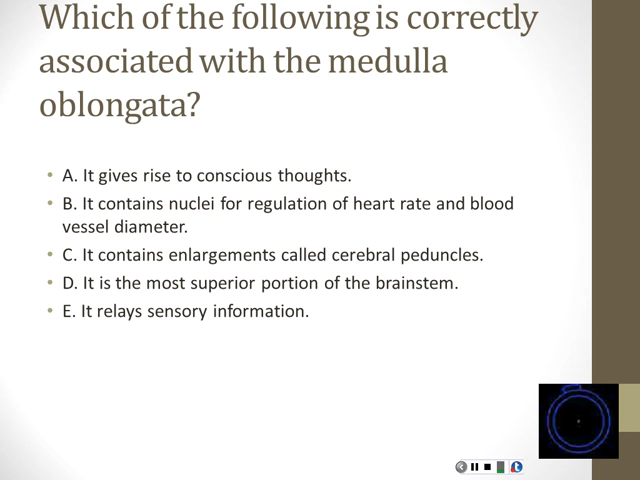 Which of the following is correctly
associated with the medulla
oblongata?
• A. It gives rise to conscious thoughts.
• B. It contains nuclei for regulation of heart rate and blood
vessel diameter.
• C. It contains enlargements called cerebral peduncles.
• D. It is the most superior portion of the brainstem.
• E. It relays sensory information.